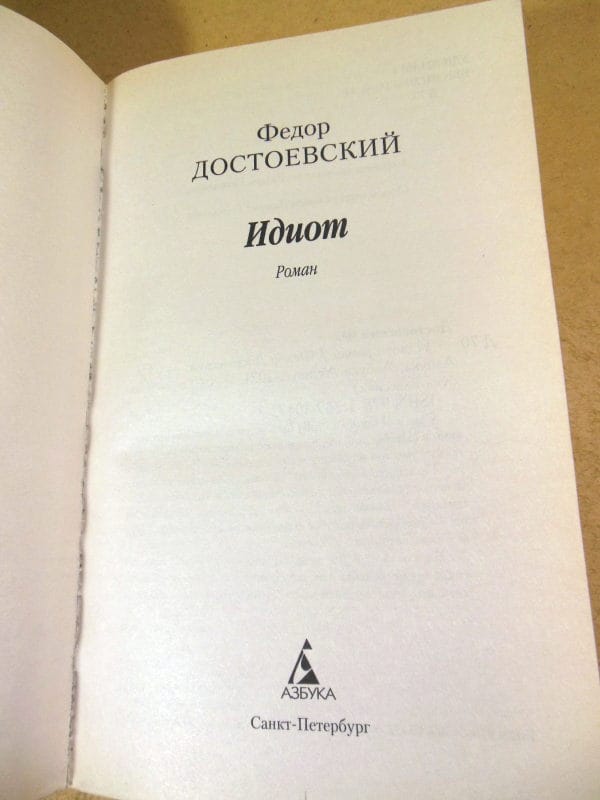 Федор
ДОСТОЕВСКИЙ
Идиот
Роман
АЗБУКА
Санкт-Петербург